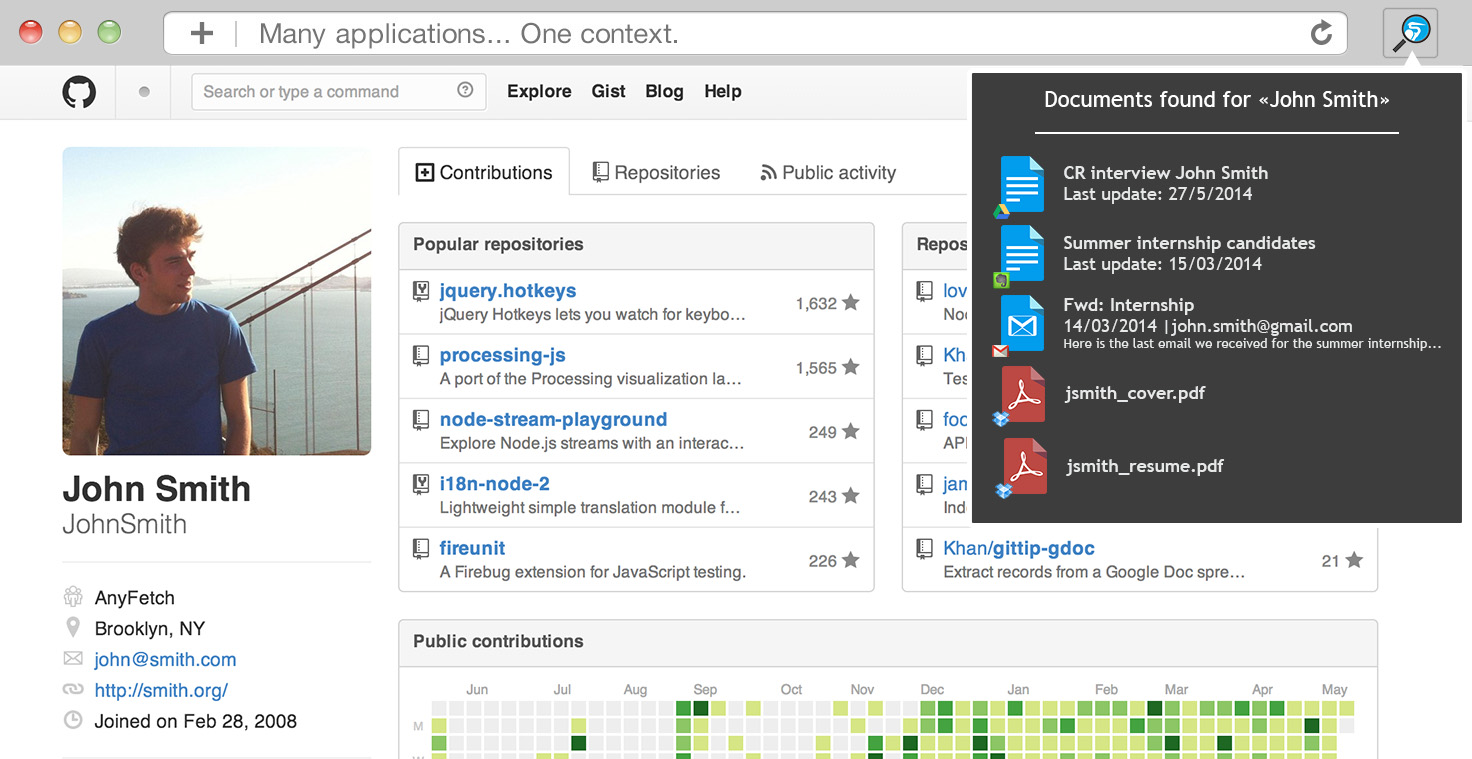 Many applications... One context.
Search or type a command
Explore Gist Blog Help
Documents found for «John Smith»
CR interview John Smith
Last update: 27/5/2014
Summer internship candidates
Last update: 15/03/2014
Fwd: Internship
14/03/2014 | john.smith@gmail.com
Here is the last email we received for the summer internship...
jsmith_cover.pdf
jsmith_resume.pdf
John Smith
JohnSmith
AnyFetch
Brooklyn, NY
john@smith.com
http://smith.org/
Joined on Feb 28, 2008
Contributions Repositories Public activity
Popular repositories
jquery.hotkeys
jQuery Hotkeys lets you watch for keybo…
1,632
processing-js
A port of the Processing visualization la…
1,565
node-stream-playground
Explore Node.js streams with an interac…
249
i18n-node-2
Lightweight simple translation module f…
243
fireunit
A Firebug extension for JavaScript testing.
226
Repos
lov
Noc
Kha
Tes
foo
API
jam
Ind
Khan/gittip-gdoc
Extract records from a Google Doc spre…
21
Public contributions
Jun Jul Aug Sep Oct Nov Dec Jan Feb Mar Apr May
M
W